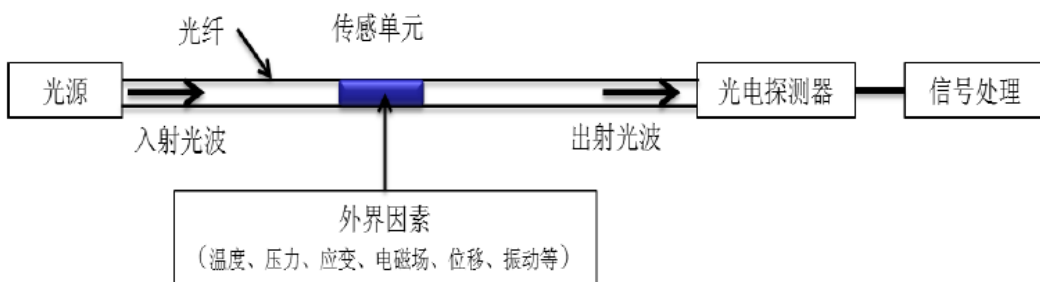 光纤
传感单元
光源
光电探测器
信号处理
入射光波
出射光波
外界因素
（温度、压力、应变、电磁场、位移、振动等）